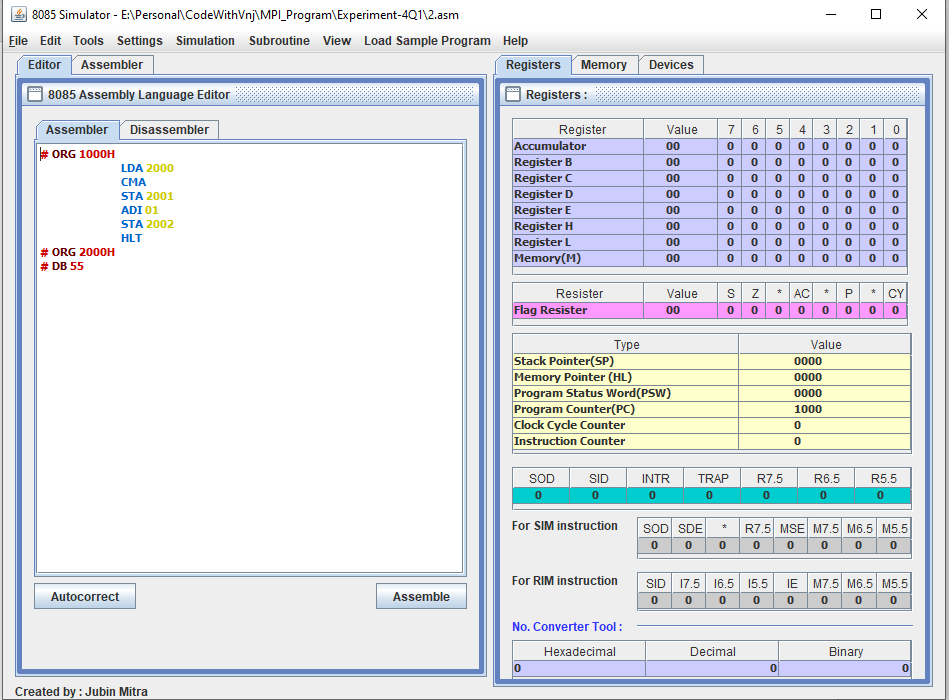 8085 Simulator - E:\Personal\CodeWithVnj\MPI_Program\Experiment-4Q1\2.asm
File Edit Tools Settings Simulation Subroutine View Load Sample Program Help
Editor Assembler
8085 Assembly Language Editor
Assembler Disassembler
# ORG 1000H
LDA 2000
CMA
STA 2001
ADI 01
STA 2002
HLT
# ORG 2000H
# DB 55
Autocorrect Assemble
Registers Memory Devices
Registers :
Register Value 7 6 5 4 3 2 1 0
Accumulator 00 0 0 0 0 0 0 0 0
Register B 00 0 0 0 0 0 0 0 0
Register C 00 0 0 0 0 0 0 0 0
Register D 00 0 0 0 0 0 0 0 0
Register E 00 0 0 0 0 0 0 0 0
Register H 00 0 0 0 0 0 0 0 0
Register L 00 0 0 0 0 0 0 0 0
Memory(M) 00 0 0 0 0 0 0 0 0
Resister Value S Z * AC * P * CY
Flag Resister 00 0 0 0 0 0 0 0 0
Type Value
Stack Pointer(SP) 0000
Memory Pointer (HL) 0000
Program Status Word(PSW) 0000
Program Counter(PC) 1000
Clock Cycle Counter 0
Instruction Counter 0
SOD SID INTR TRAP R7.5 R6.5 R5.5
0 0 0 0 0 0 0
For SIM instruction SOD SDE * R7.5 MSE M7.5 M6.5 M5.5
0 0 0 0 0 0 0 0
For RIM instruction SID I7.5 I6.5 I5.5 IE M7.5 M6.5 M5.5
0 0 0 0 0 0 0 0
No. Converter Tool :
Hexadecimal Decimal Binary
0 0 0
Created by : Jubin Mitra